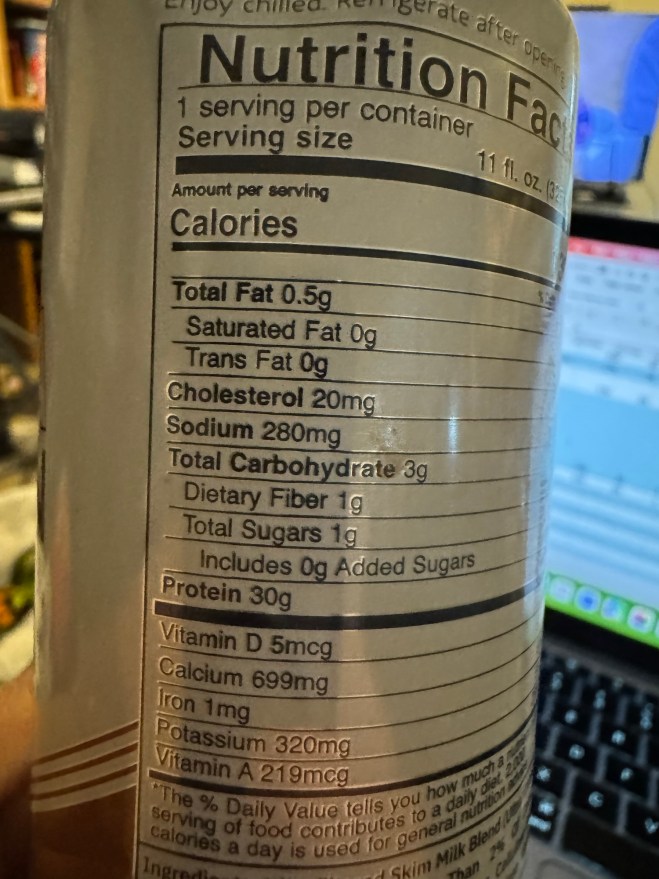 Enjoy chilled. Refrigerate after opening
Nutrition Fac
1 serving per container
Serving size 11 fl. oz.
Amount per serving
Calories
Total Fat 0.5g
Saturated Fat 0g
Trans Fat 0g
Cholesterol 20mg
Sodium 280mg
Total Carbohydrate 3g
Dietary Fiber 1g
Total Sugars 1g
Includes 0g Added Sugars
Protein 30g
Vitamin D 5mcg
Calcium 699mg
Iron 1mg
Potassium 320mg
Vitamin A 219mcg
*The % Daily Value tells you how much a
serving of food contributes to a daily diet. 2,000
calories a day is used for general nutrition
Skim Milk Blend
Than 2%